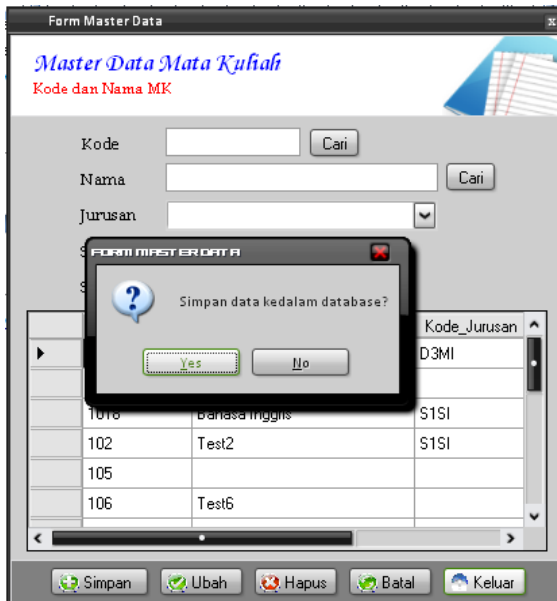 Form Master Data
Master Data Mata Kuliah
Kode dan Nama MK
Kode Cari
Nama Cari
Jurusan
FORM MASTER DATA
Simpan data kedalam database?
Yes No
Kode_Jurusan
D3MI
1018 Bahasa Inggris S1SI
102 Test2 S1SI
105
106 Test6
Simpan Ubah Hapus Batal Keluar